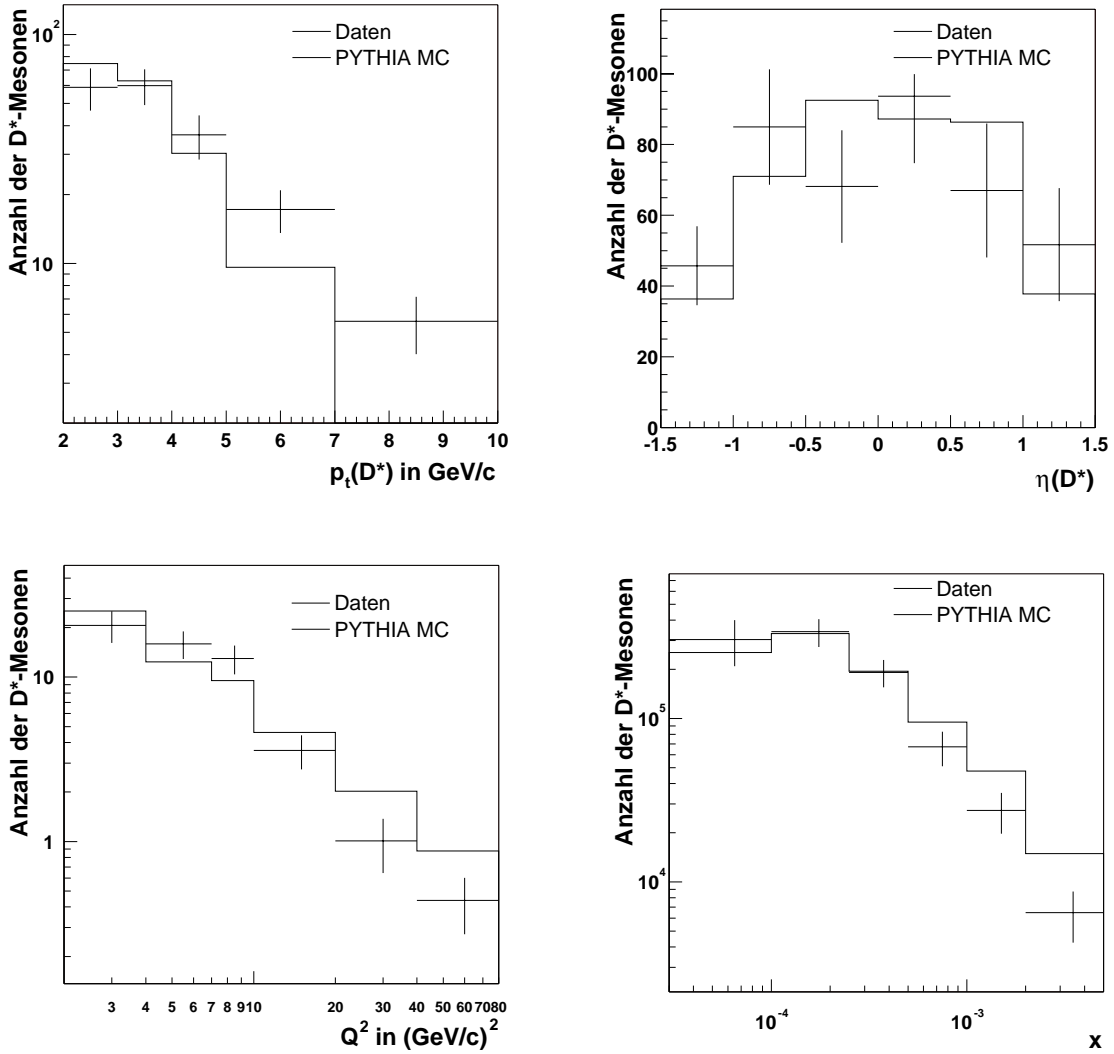 Anzahl der D*-Mesonen
10²
10
Daten
PYTHIA MC
2 3 4 5 6 7 8 9 10
pₜ(D*) in GeV/c
Anzahl der D*-Mesonen
100
80
60
40
20
0
Daten
PYTHIA MC
-1.5 -1 -0.5 0 0.5 1 1.5
η(D*)
Anzahl der D*-Mesonen
10
1
Daten
PYTHIA MC
3 4 5 6 7 8 9 10 20 30 40 50 60 70 80
Q² in (GeV/c)²
Anzahl der D*-Mesonen
10⁵
10⁴
Daten
PYTHIA MC
10⁻⁴ 10⁻³
x